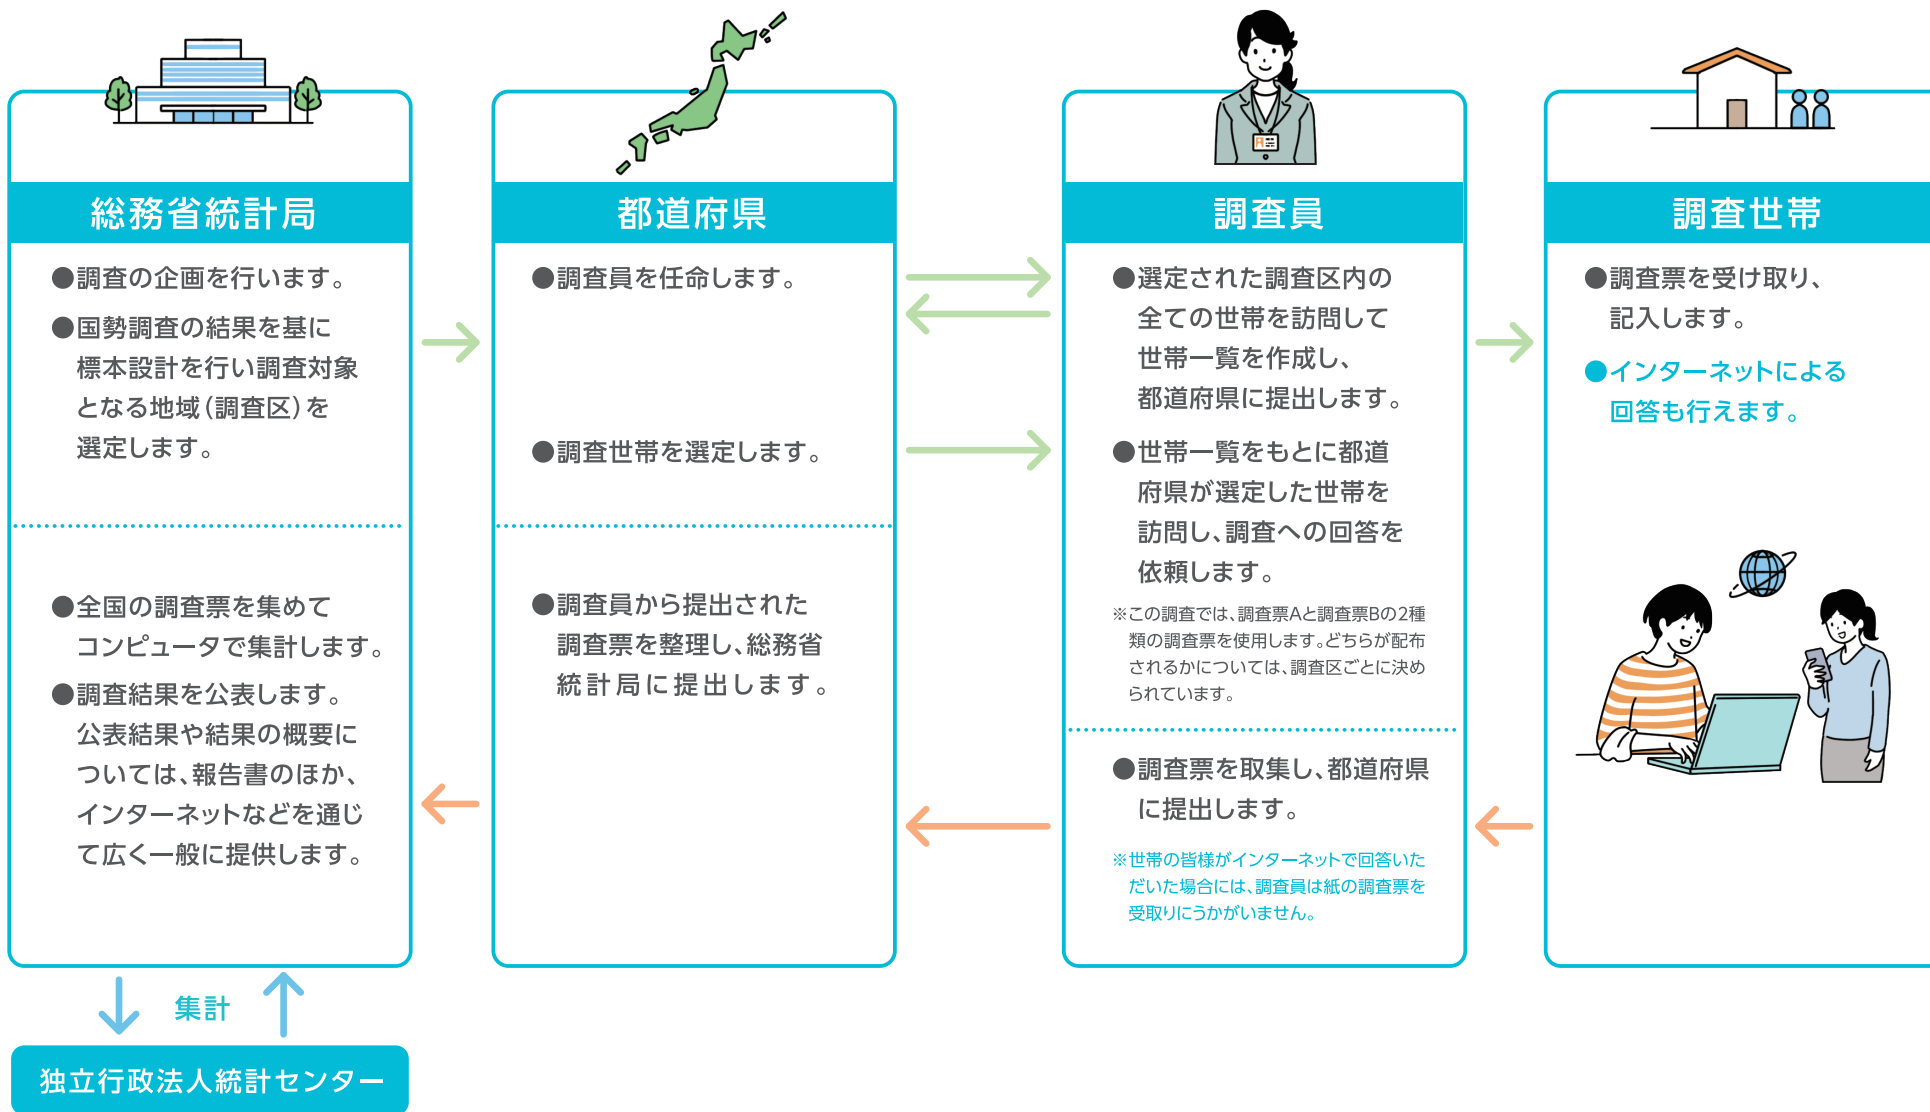 総務省統計局
●調査の企画を行います。
●国勢調査の結果を基に
標本設計を行い調査対象
となる地域（調査区）を
選定します。
●全国の調査票を集めて
コンピュータで集計します。
●調査結果を公表します。
公表結果や結果の概要に
ついては、報告書のほか、
インターネットなどを通じ
て広く一般に提供します。
集計
独立行政法人統計センター
都道府県
●調査員を任命します。
●調査世帯を選定します。
●調査員から提出された
調査票を整理し、総務省
統計局に提出します。
調査員
●選定された調査区内の
全ての世帯を訪問して
世帯一覧を作成し、
都道府県に提出します。
●世帯一覧をもとに都道
府県が選定した世帯を
訪問し、調査への回答を
依頼します。
※この調査では、調査票Aと調査票Bの2種
類の調査票を使用します。どちらが配布
されるかについては、調査区ごとに決め
られています。
●調査票を取集し、都道府県
に提出します。
※世帯の皆様がインターネットで回答いた
だいた場合には、調査員は紙の調査票を
受取りにうかがいません。
調査世帯
●調査票を受け取り、
記入します。
●インターネットによる
回答も行えます。